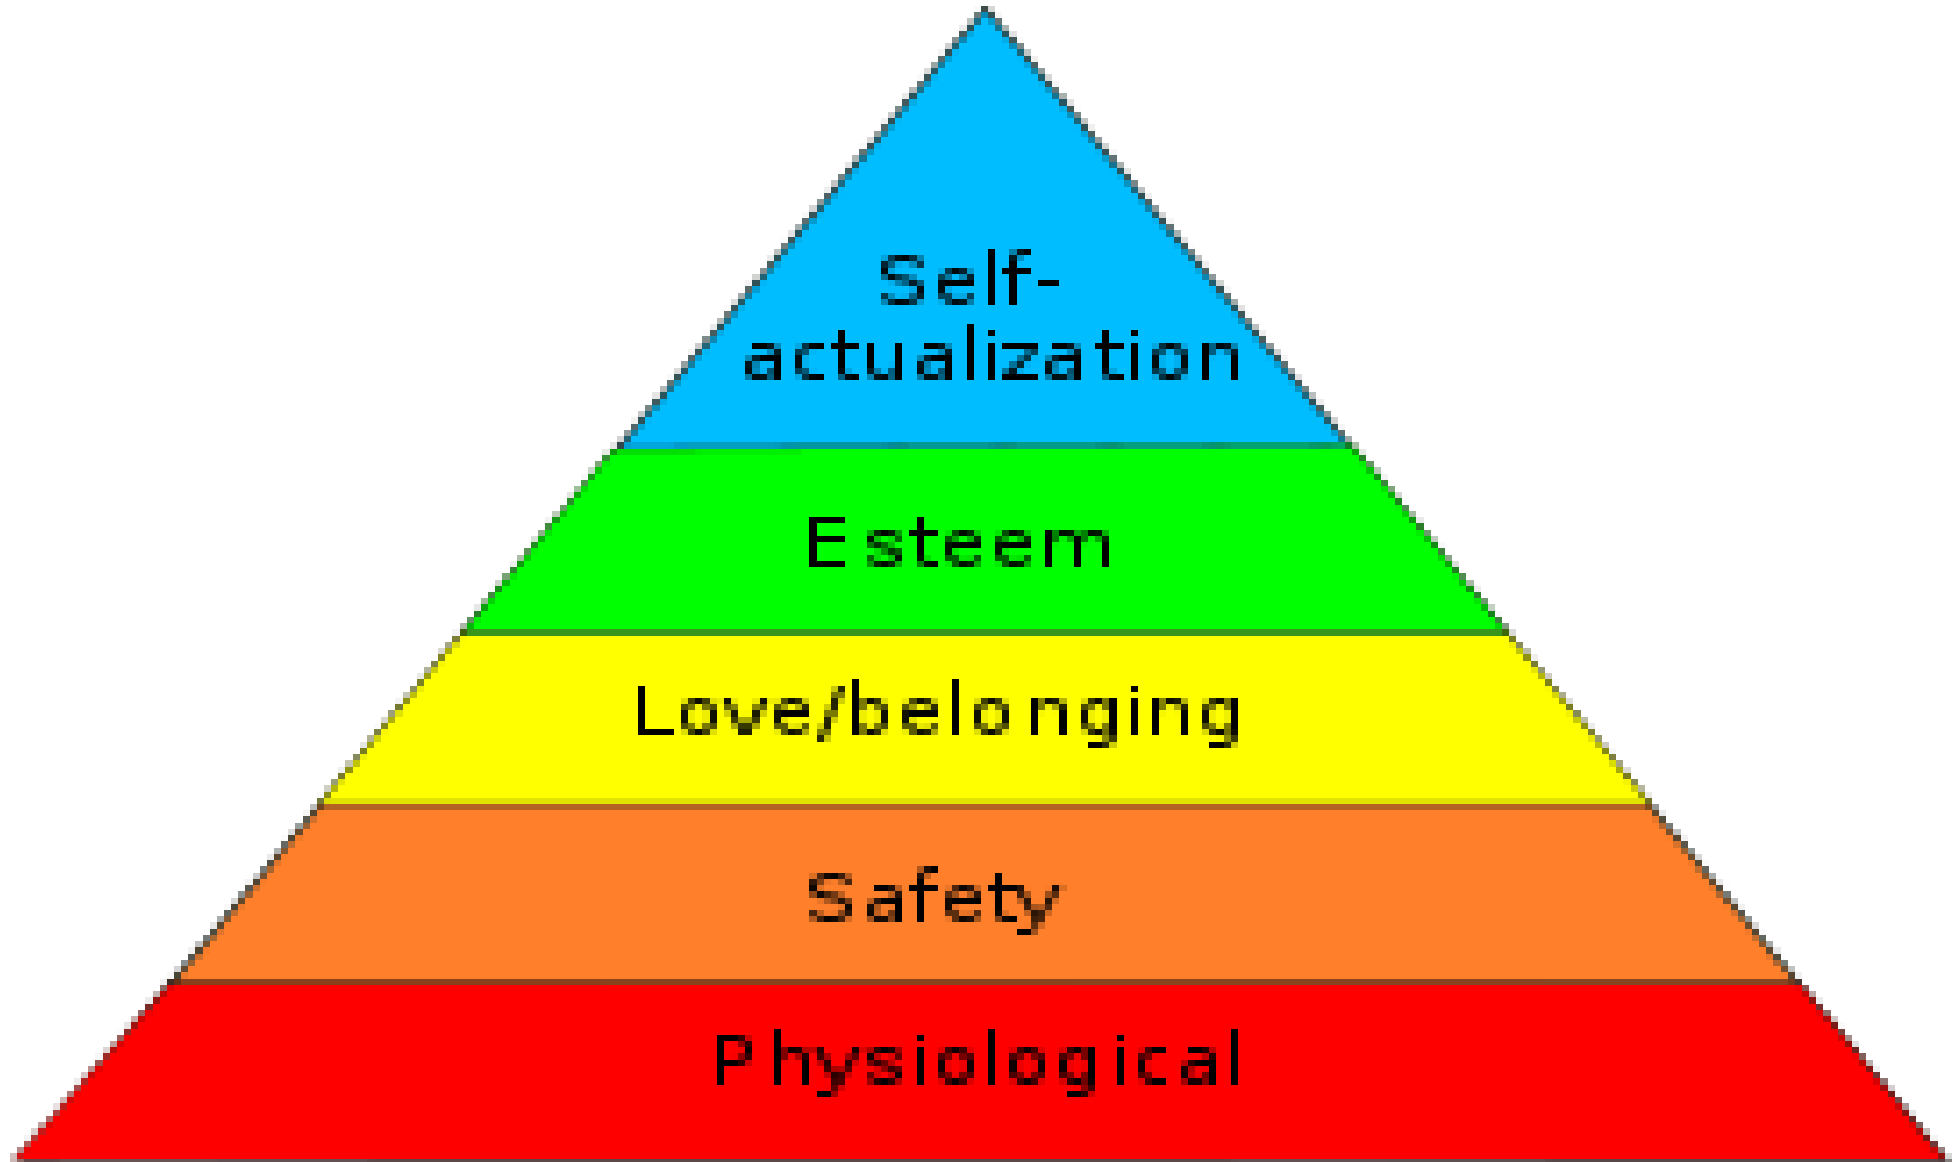 Self-
actualization
Esteem
Love/belonging
Safety
Physiological